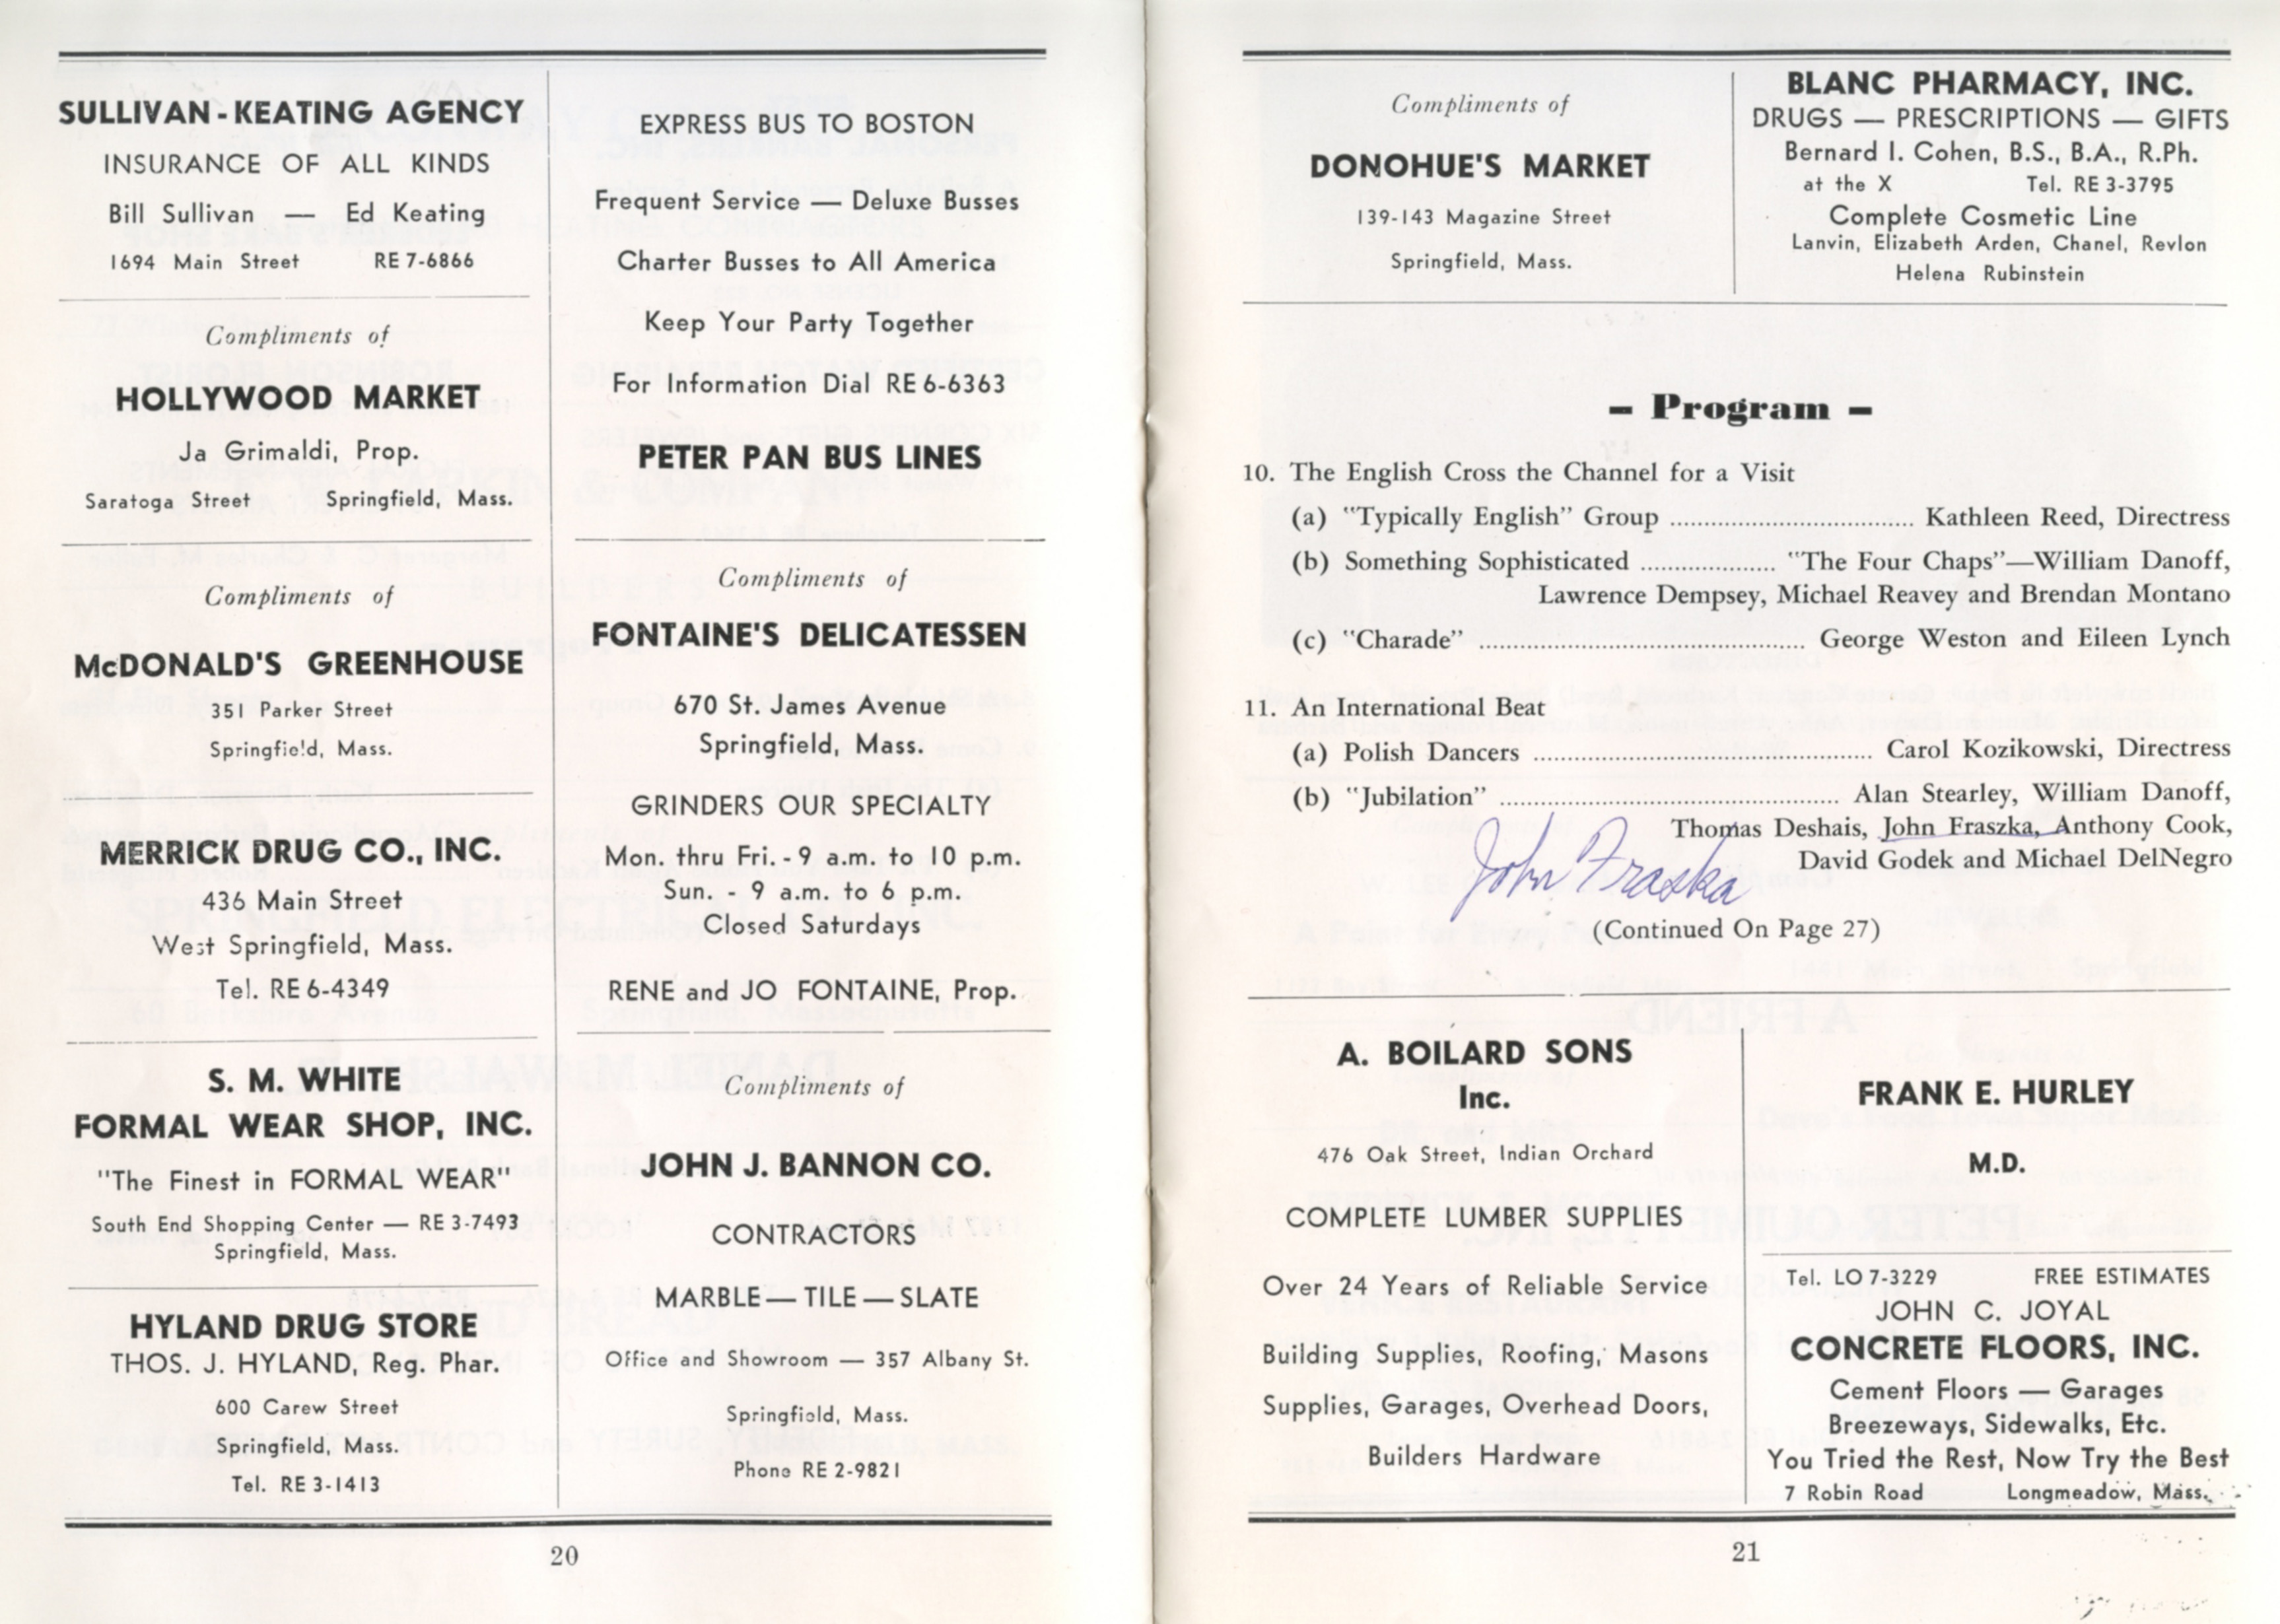 SULLIVAN - KEATING AGENCY
INSURANCE OF ALL KINDS
Bill Sullivan — Ed Keating
1694 Main Street RE 7-6866
Compliments of
HOLLYWOOD MARKET
Ja Grimaldi, Prop.
Saratoga Street Springfield, Mass.
Compliments of
McDONALD'S GREENHOUSE
351 Parker Street
Springfield, Mass.
MERRICK DRUG CO., INC.
436 Main Street
West Springfield, Mass.
Tel. RE 6-4349
S. M. WHITE
FORMAL WEAR SHOP, INC.
"The Finest in FORMAL WEAR"
South End Shopping Center — RE 3-7493
Springfield, Mass.
HYLAND DRUG STORE
THOS. J. HYLAND, Reg. Phar.
600 Carew Street
Springfield, Mass.
Tel. RE 3-1413
EXPRESS BUS TO BOSTON
Frequent Service — Deluxe Busses
Charter Busses to All America
Keep Your Party Together
For Information Dial RE 6-6363
PETER PAN BUS LINES
Compliments of
FONTAINE'S DELICATESSEN
670 St. James Avenue
Springfield, Mass.
GRINDERS OUR SPECIALTY
Mon. thru Fri. - 9 a.m. to 10 p.m.
Sun. - 9 a.m. to 6 p.m.
Closed Saturdays
RENE and JO FONTAINE, Prop.
Compliments of
JOHN J. BANNON CO.
CONTRACTORS
MARBLE — TILE — SLATE
Office and Showroom — 357 Albany St.
Springfield, Mass.
Phone RE 2-9821
20
Compliments of
DONOHUE'S MARKET
139-143 Magazine Street
Springfield, Mass.
BLANC PHARMACY, INC.
DRUGS — PRESCRIPTIONS — GIFTS
Bernard I. Cohen, B.S., B.A., R.Ph.
at the X Tel. RE 3-3795
Complete Cosmetic Line
Lanvin, Elizabeth Arden, Chanel, Revlon
Helena Rubinstein
– Program –
10. The English Cross the Channel for a Visit
(a) "Typically English" Group ........ Kathleen Reed, Directress
(b) Something Sophisticated ........ "The Four Chaps"—William Danoff,
Lawrence Dempsey, Michael Reavey and Brendan Montano
(c) "Charade" ........ George Weston and Eileen Lynch
11. An International Beat
(a) Polish Dancers ........ Carol Kozikowski, Directress
(b) "Jubilation" ........ Alan Stearley, William Danoff,
Thomas Deshais, John Fraszka, Anthony Cook,
David Godek and Michael DelNegro
John Fraszka
(Continued On Page 27)
A. BOILARD SONS
Inc.
476 Oak Street, Indian Orchard
COMPLETE LUMBER SUPPLIES
Over 24 Years of Reliable Service
Building Supplies, Roofing, Masons
Supplies, Garages, Overhead Doors,
Builders Hardware
FRANK E. HURLEY
M.D.
Tel. LO 7-3229 FREE ESTIMATES
JOHN C. JOYAL
CONCRETE FLOORS, INC.
Cement Floors — Garages
Breezeways, Sidewalks, Etc.
You Tried the Rest, Now Try the Best
7 Robin Road Longmeadow, Mass.
21